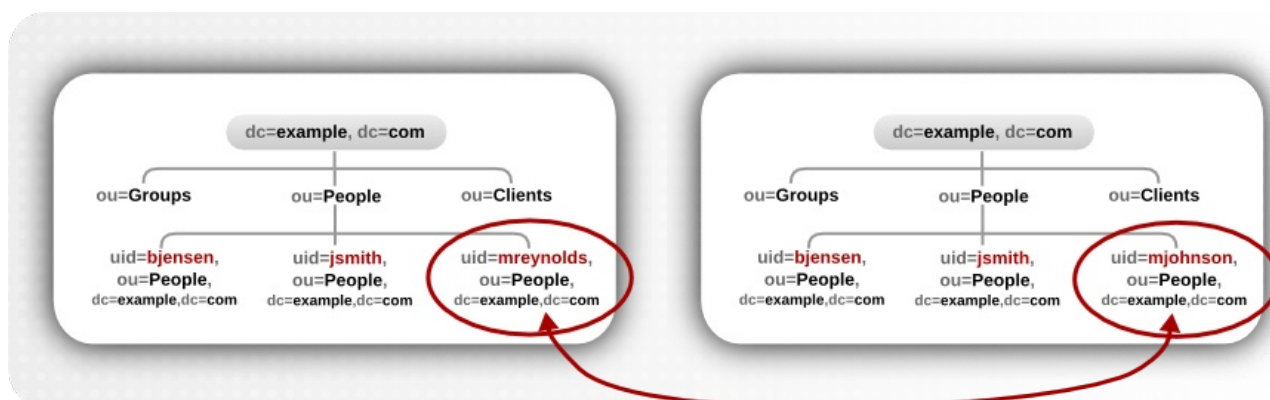 dc=example, dc=com
ou=Groups
ou=People
ou=Clients
uid=bjensen,
ou=People,
dc=example,dc=com
uid=jsmith,
ou=People,
dc=example,dc=com
uid=mreynolds,
ou=People,
dc=example,dc=com
dc=example, dc=com
ou=Groups
ou=People
ou=Clients
uid=bjensen,
ou=People,
dc=example,dc=com
uid=jsmith,
ou=People,
dc=example,dc=com
uid=mjohnson,
ou=People,
dc=example,dc=com